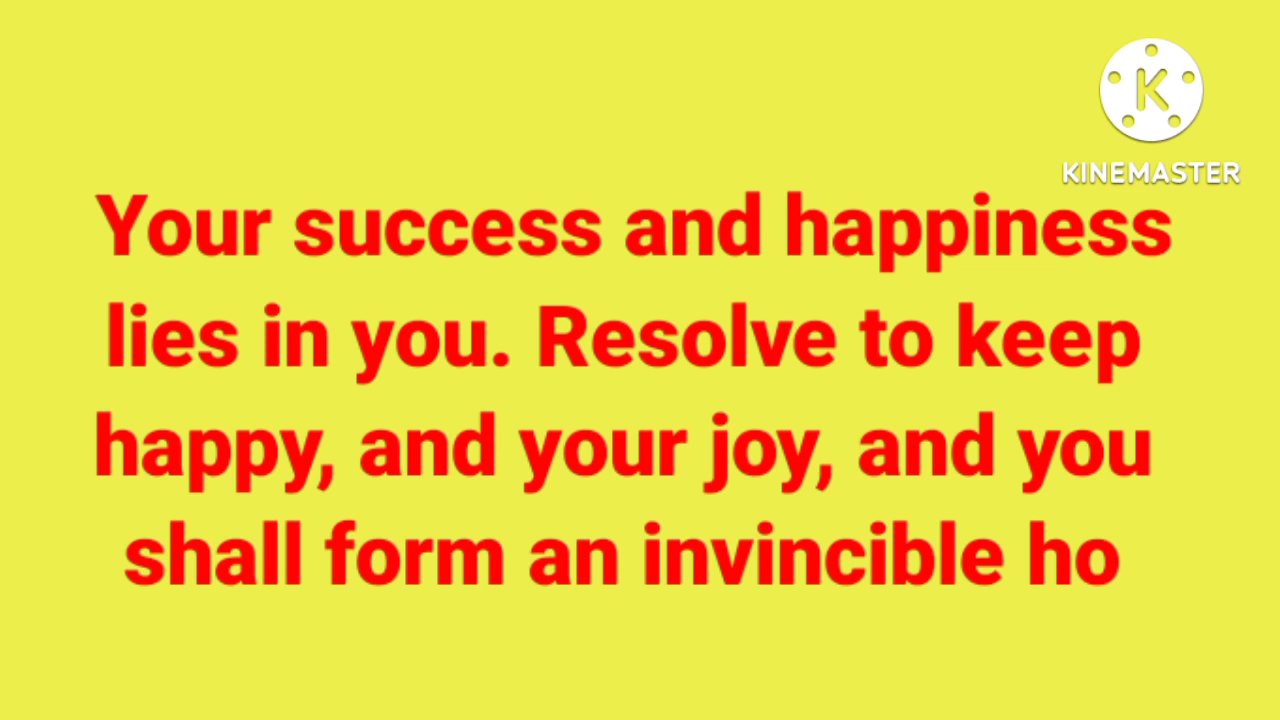 KINEMASTER
Your success and happiness
lies in you. Resolve to keep
happy, and your joy, and you
shall form an invincible ho